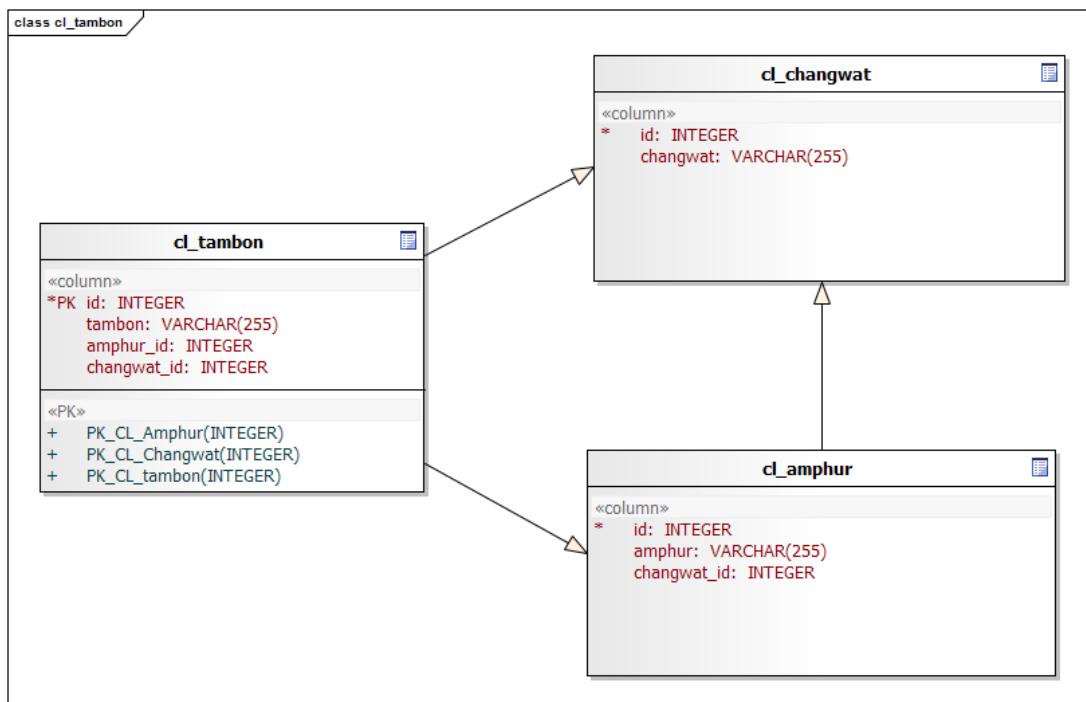 class cl_tambon
cl_changwat
«column»
* id: INTEGER
changwat: VARCHAR(255)
cl_tambon
«column»
*PK id: INTEGER
tambon: VARCHAR(255)
amphur_id: INTEGER
changwat_id: INTEGER
«PK»
+ PK_CL_Amphur(INTEGER)
+ PK_CL_Changwat(INTEGER)
+ PK_CL_tambon(INTEGER)
cl_amphur
«column»
* id: INTEGER
amphur: VARCHAR(255)
changwat_id: INTEGER